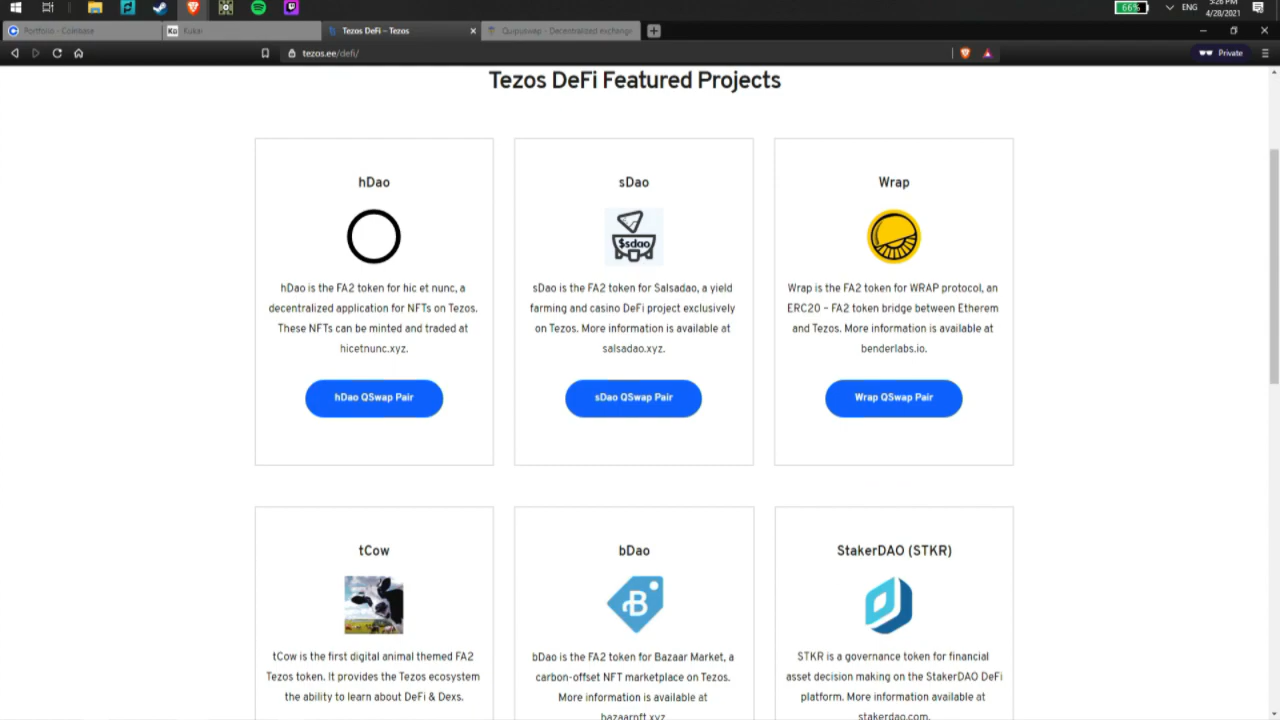 66%
ENG
5:26 PM
4/28/2021
Portfolio - Coinbase
Kukai
Tezos DeFi – Tezos
Quipuswap - Decentralized exchang
tezos.ee/defi/
Private
Tezos DeFi Featured Projects
hDao
hDao is the FA2 token for hic et nunc, a
decentralized application for NFTs on Tezos.
These NFTs can be minted and traded at
hicetnunc.xyz.
hDao QSwap Pair
sDao
$sdao
sDao is the FA2 token for Salsadao, a yield
farming and casino DeFi project exclusively
on Tezos. More information is available at
salsadao.xyz.
sDao QSwap Pair
Wrap
Wrap is the FA2 token for WRAP protocol, an
ERC20 – FA2 token bridge between Etherem
and Tezos. More information is available at
benderlabs.io.
Wrap QSwap Pair
tCow
tCow is the first digital animal themed FA2
Tezos token. It provides the Tezos ecosystem
the ability to learn about DeFi & Dexs.
bDao
B
bDao is the FA2 token for Bazaar Market, a
carbon-offset NFT marketplace on Tezos.
More information is available at
bazaarnft.xyz
StakerDAO (STKR)
STKR is a governance token for financial
asset decision making on the StakerDAO DeFi
platform. More information available at
stakerdao.com.